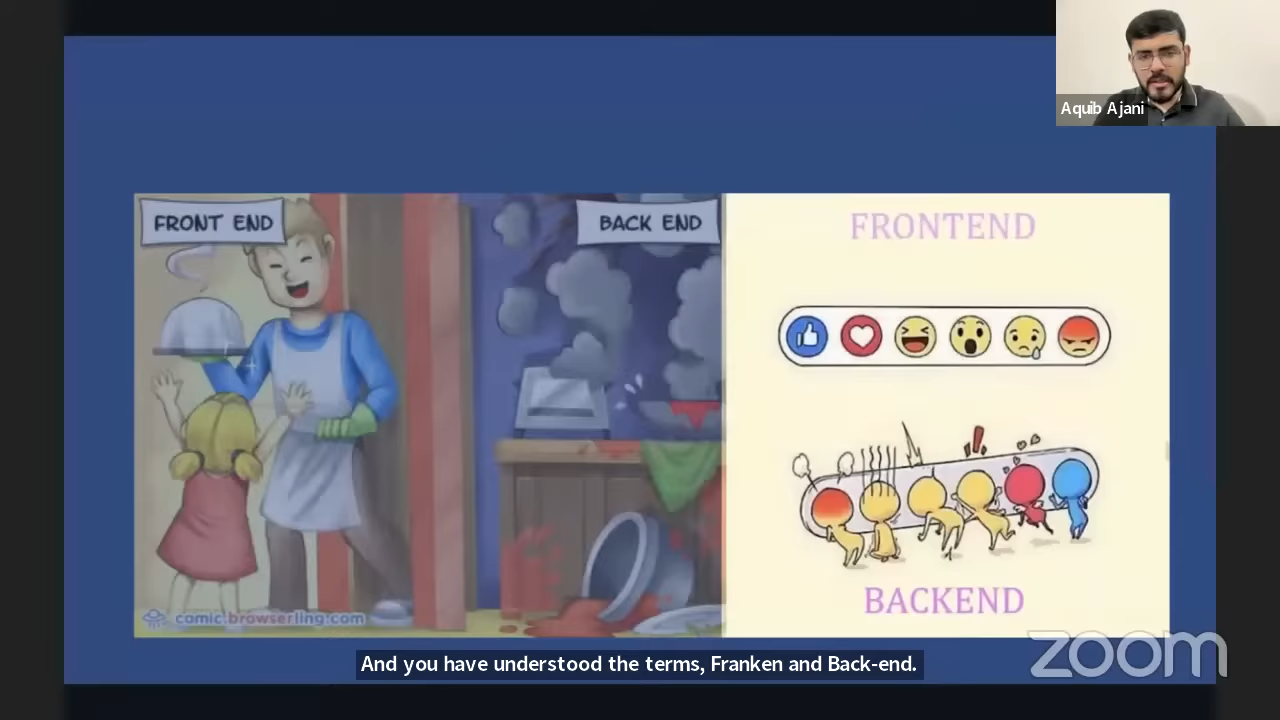 Aquib Ajani
FRONT END
BACK END
FRONTEND
BACKEND
comic.browserling.com
And you have understood the terms, Franken and Back-end.
zoom